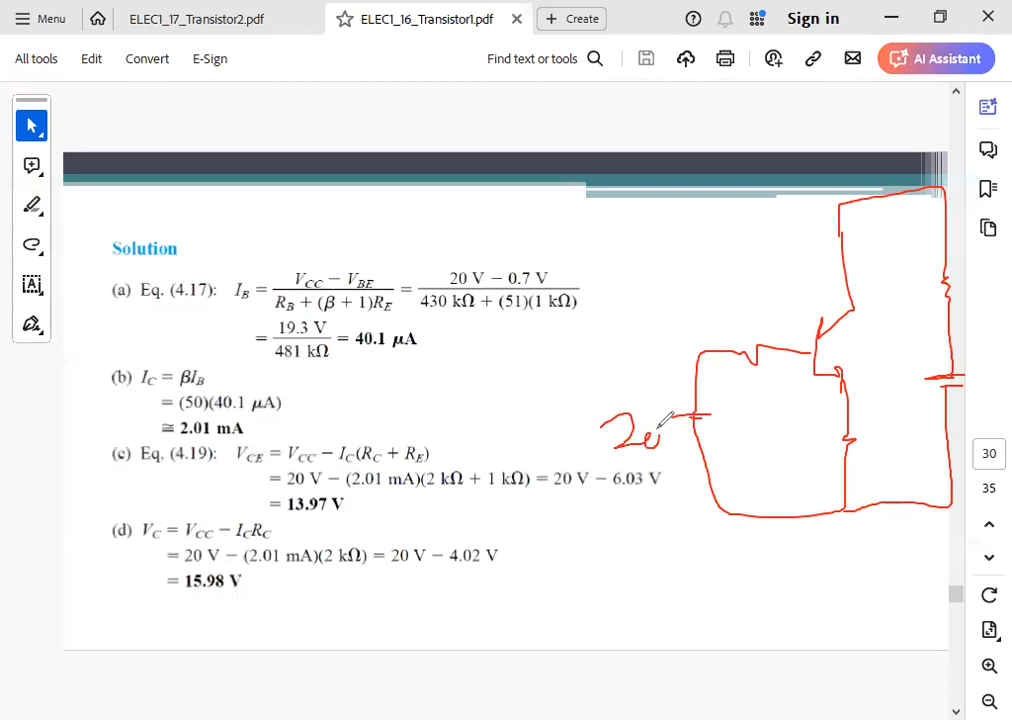 Menu ELEC1_17_Transistor2.pdf ELEC1_16_Transistor1.pdf × + Create Sign in
All tools Edit Convert E-Sign Find text or tools AI Assistant
Solution
(a) Eq. (4.17): I_B = (V_CC − V_BE) / (R_B + (β + 1)R_E) = (20 V − 0.7 V) / (430 kΩ + (51)(1 kΩ))
= 19.3 V / 481 kΩ = 40.1 μA
(b) I_C = βI_B
= (50)(40.1 μA)
≅ 2.01 mA
(c) Eq. (4.19): V_CE = V_CC − I_C(R_C + R_E)
= 20 V − (2.01 mA)(2 kΩ + 1 kΩ) = 20 V − 6.03 V
= 13.97 V
(d) V_C = V_CC − I_CR_C
= 20 V − (2.01 mA)(2 kΩ) = 20 V − 4.02 V
= 15.98 V
20
30
35